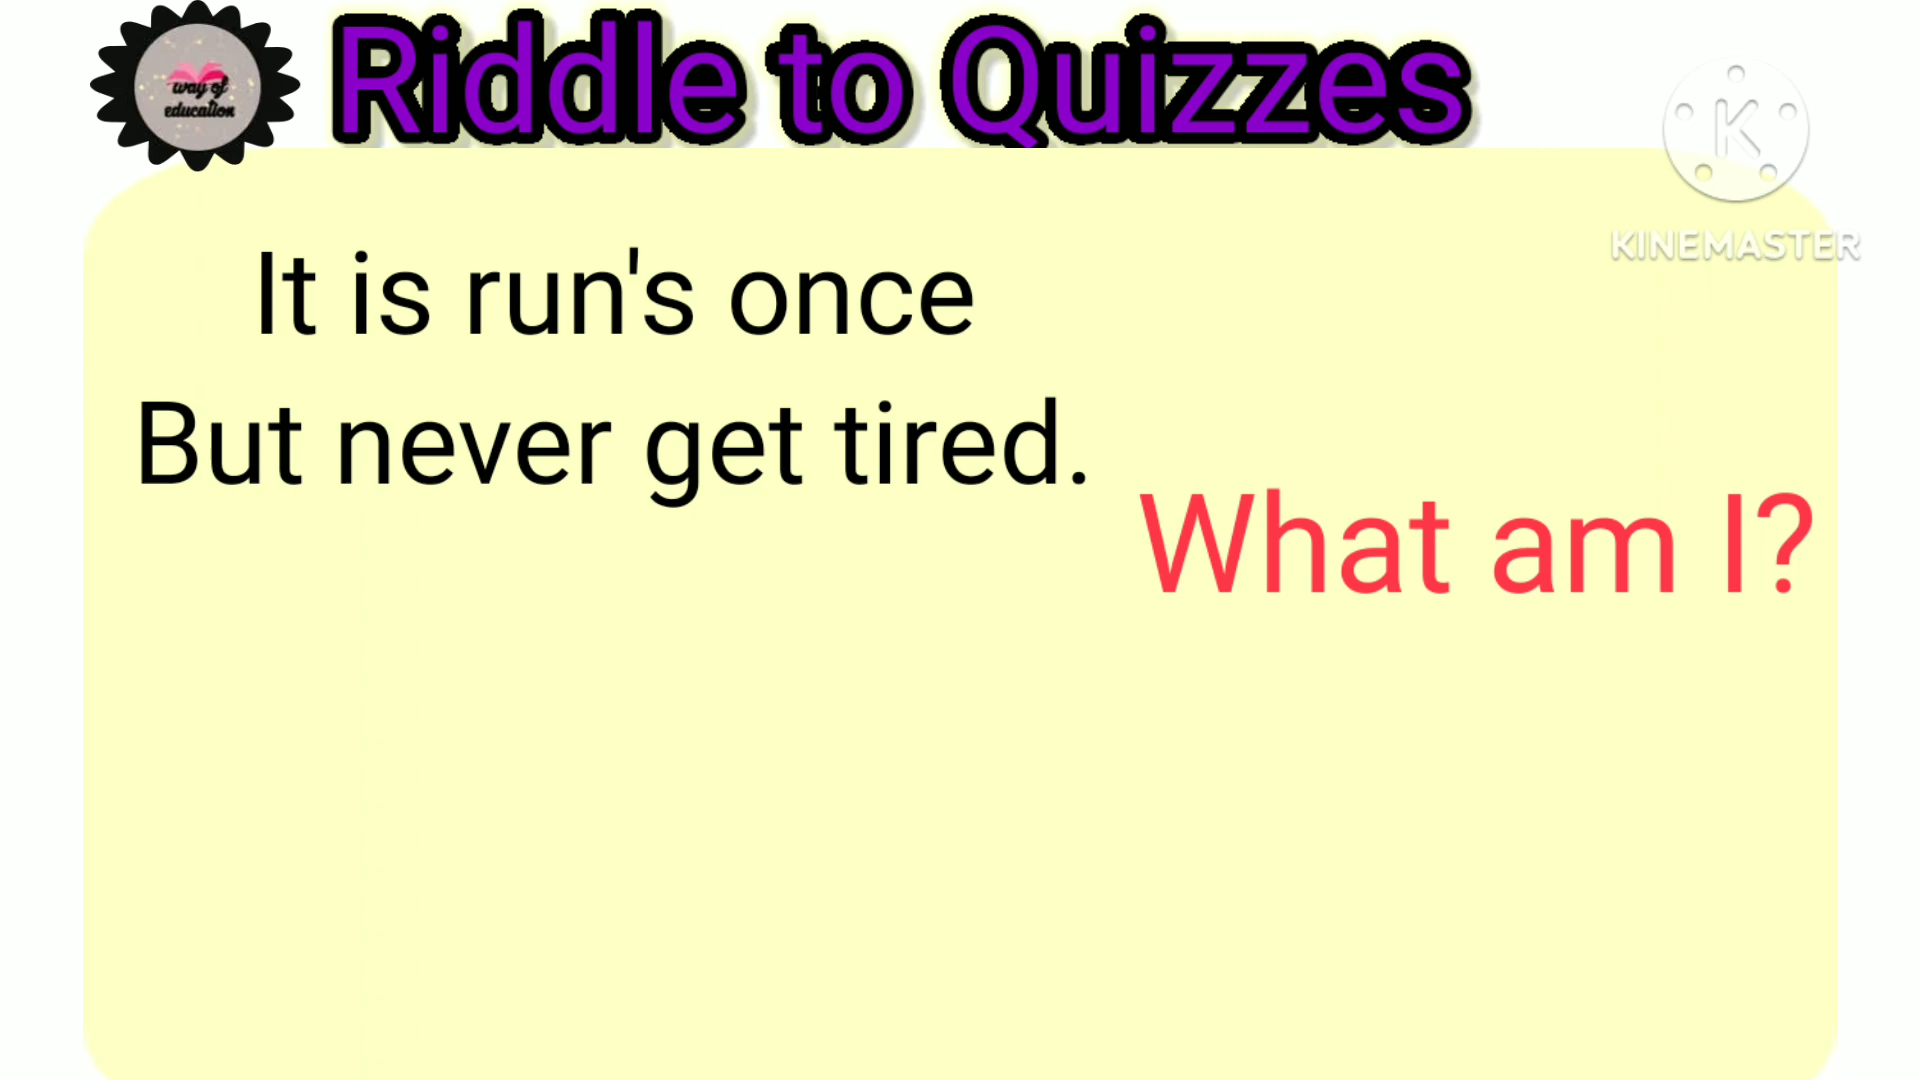 way of
education
Riddle to Quizzes
K
KINEMASTER
It is run's once
But never get tired.
What am I?